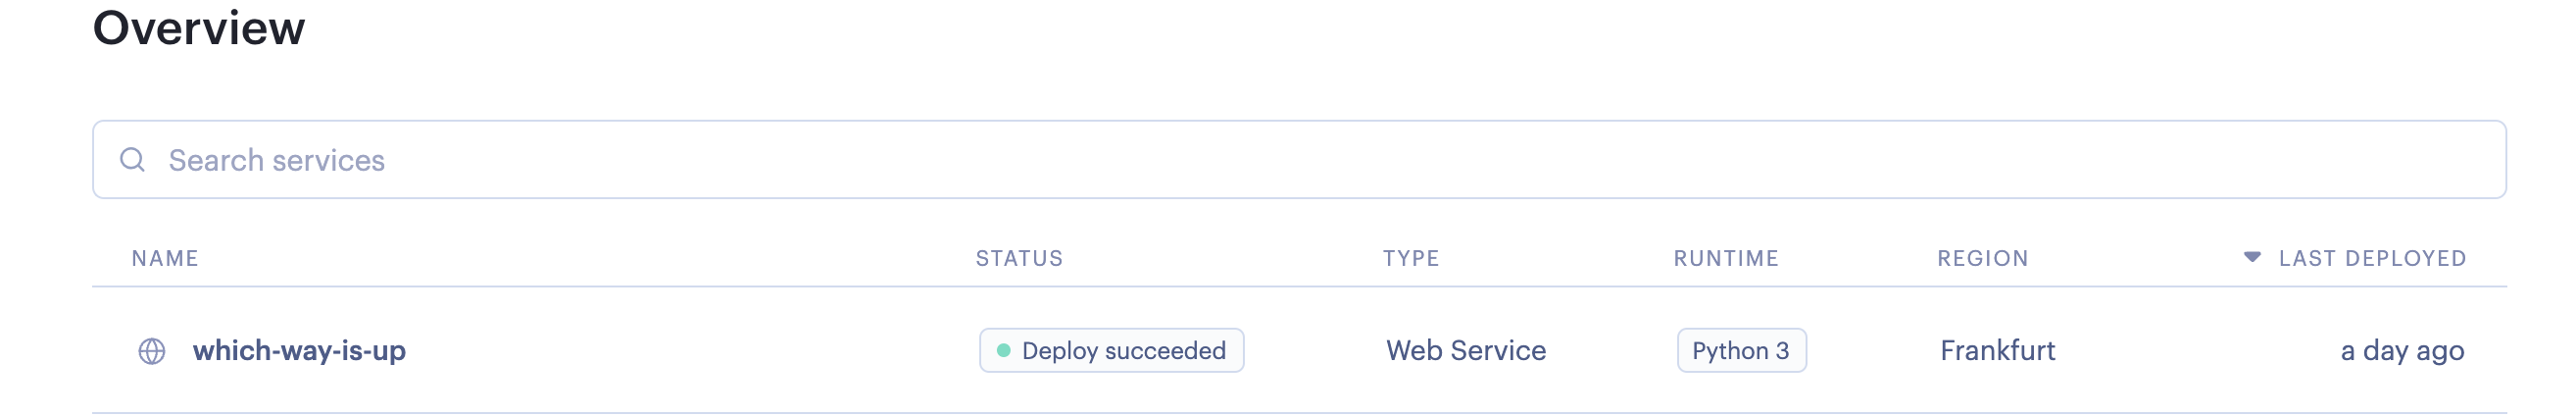 Overview
Search services
NAME STATUS TYPE RUNTIME REGION LAST DEPLOYED
which-way-is-up Deploy succeeded Web Service Python 3 Frankfurt a day ago